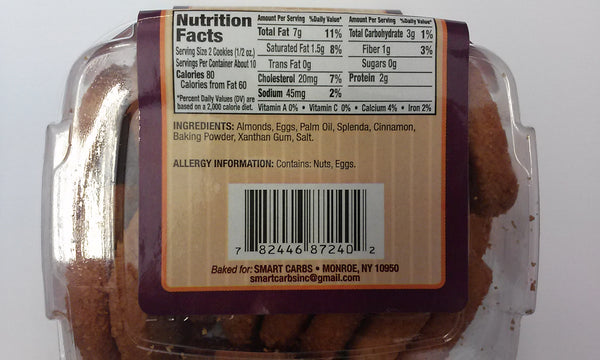 Nutrition Facts
Serving Size 2 Cookies (1/2 oz.)
Servings Per Container About 10
Calories 80
Calories from Fat 60
*Percent Daily Values (DV) are
based on a 2,000 calorie diet.
Amount Per Serving %Daily Value*
Total Fat 7g 11%
Saturated Fat 1.5g 8%
Trans Fat 0g
Cholesterol 20mg 7%
Sodium 45mg 2%
Amount Per Serving %Daily Value*
Total Carbohydrate 3g 1%
Fiber 1g 3%
Sugars 0g
Protein 2g
Vitamin A 0% • Vitamin C 0% • Calcium 4% • Iron 2%
INGREDIENTS: Almonds, Eggs, Palm Oil, Splenda, Cinnamon,
Baking Powder, Xanthan Gum, Salt.
ALLERGY INFORMATION: Contains: Nuts, Eggs.
7 82446 87240 2
Baked for: SMART CARBS • MONROE, NY 10950
smartcarbsinc@gmail.com